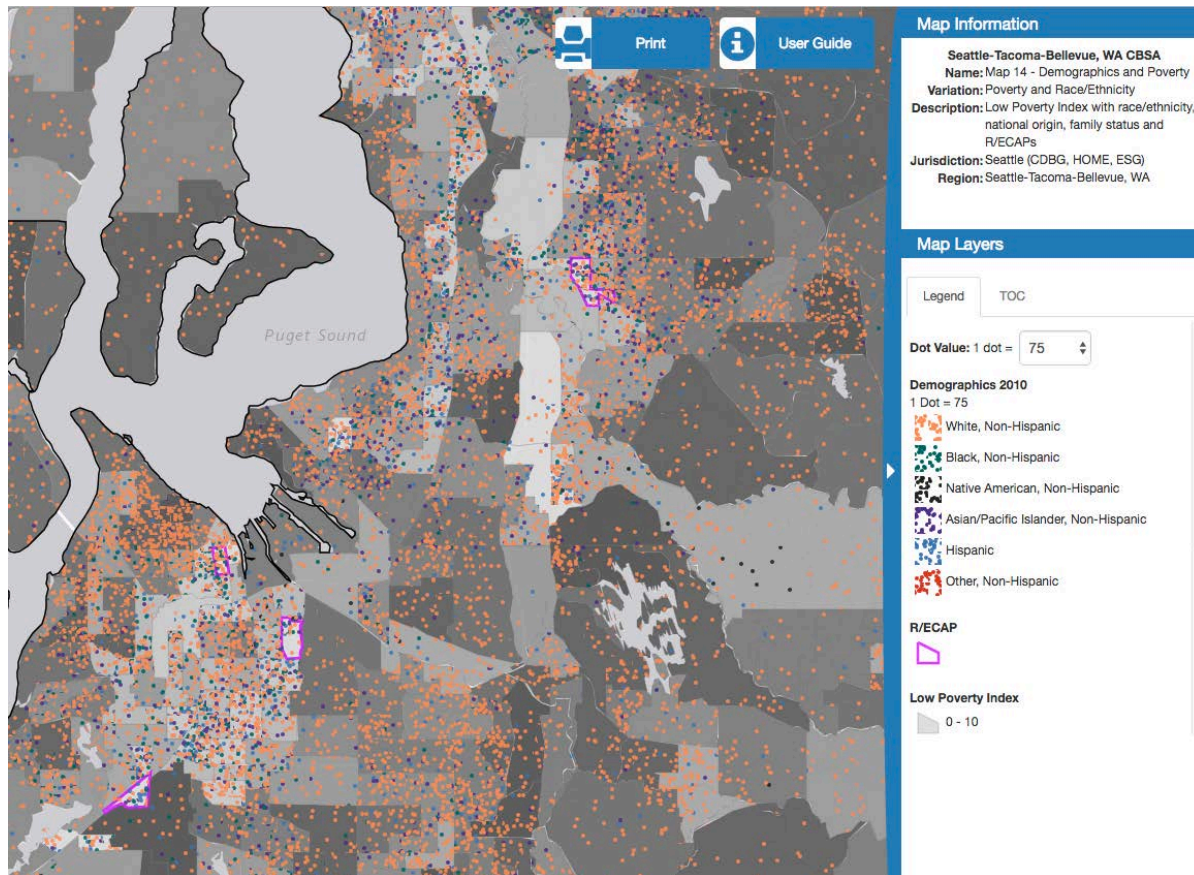 Print
User Guide
Puget Sound
Map Information
Seattle-Tacoma-Bellevue, WA CBSA
Name: Map 14 - Demographics and Poverty
Variation: Poverty and Race/Ethnicity
Description: Low Poverty Index with race/ethnicity,
national origin, family status and
R/ECAPs
Jurisdiction: Seattle (CDBG, HOME, ESG)
Region: Seattle-Tacoma-Bellevue, WA
Map Layers
Legend TOC
Dot Value: 1 dot = 75
Demographics 2010
1 Dot = 75
White, Non-Hispanic
Black, Non-Hispanic
Native American, Non-Hispanic
Asian/Pacific Islander, Non-Hispanic
Hispanic
Other, Non-Hispanic
R/ECAP
Low Poverty Index
0 - 10